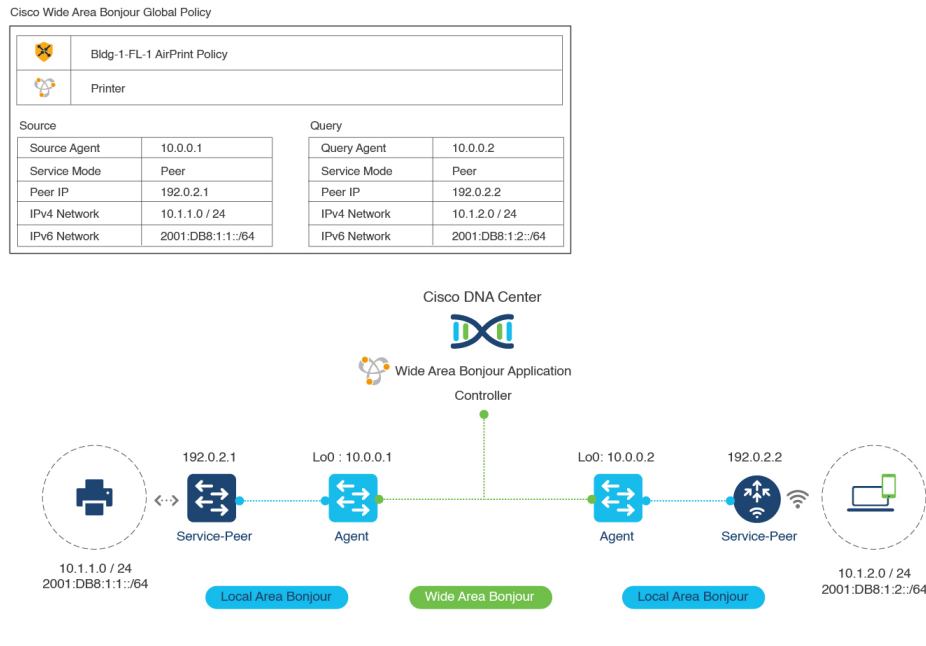 Cisco Wide Area Bonjour Global Policy
Bldg-1-FL-1 AirPrint Policy
Printer
Source
Source Agent 10.0.0.1
Service Mode Peer
Peer IP 192.0.2.1
IPv4 Network 10.1.1.0 / 24
IPv6 Network 2001:DB8:1:1::/64
Query
Query Agent 10.0.0.2
Service Mode Peer
Peer IP 192.0.2.2
IPv4 Network 10.1.2.0 / 24
IPv6 Network 2001:DB8:1:2::/64
Cisco DNA Center
Wide Area Bonjour Application
Controller
192.0.2.1
Lo0 : 10.0.0.1
Lo0: 10.0.0.2
192.0.2.2
Service-Peer
Agent
Agent
Service-Peer
10.1.1.0 / 24
2001:DB8:1:1::/64
10.1.2.0 / 24
2001:DB8:1:2::/64
Local Area Bonjour
Wide Area Bonjour
Local Area Bonjour